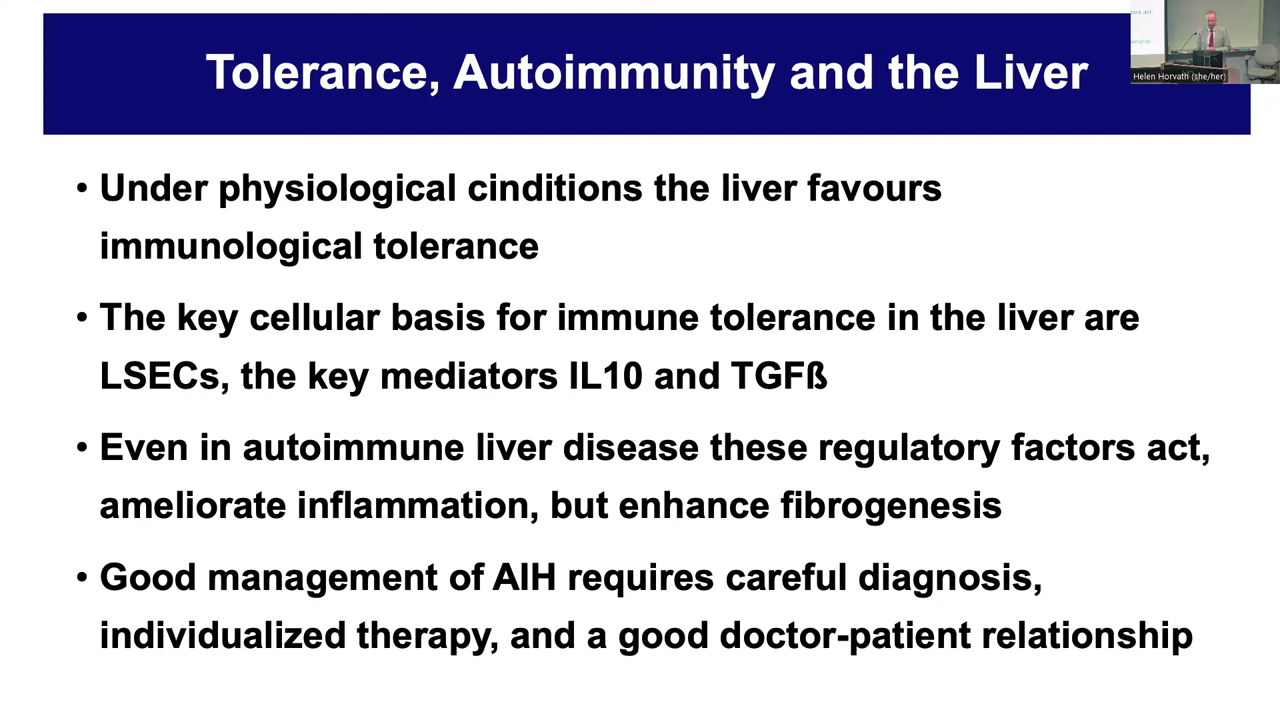 Tolerance, Autoimmunity and the Liver
Helen Horvath (she/her)
• Under physiological cinditions the liver favours
immunological tolerance
• The key cellular basis for immune tolerance in the liver are
LSECs, the key mediators IL10 and TGFß
• Even in autoimmune liver disease these regulatory factors act,
ameliorate inflammation, but enhance fibrogenesis
• Good management of AIH requires careful diagnosis,
individualized therapy, and a good doctor-patient relationship